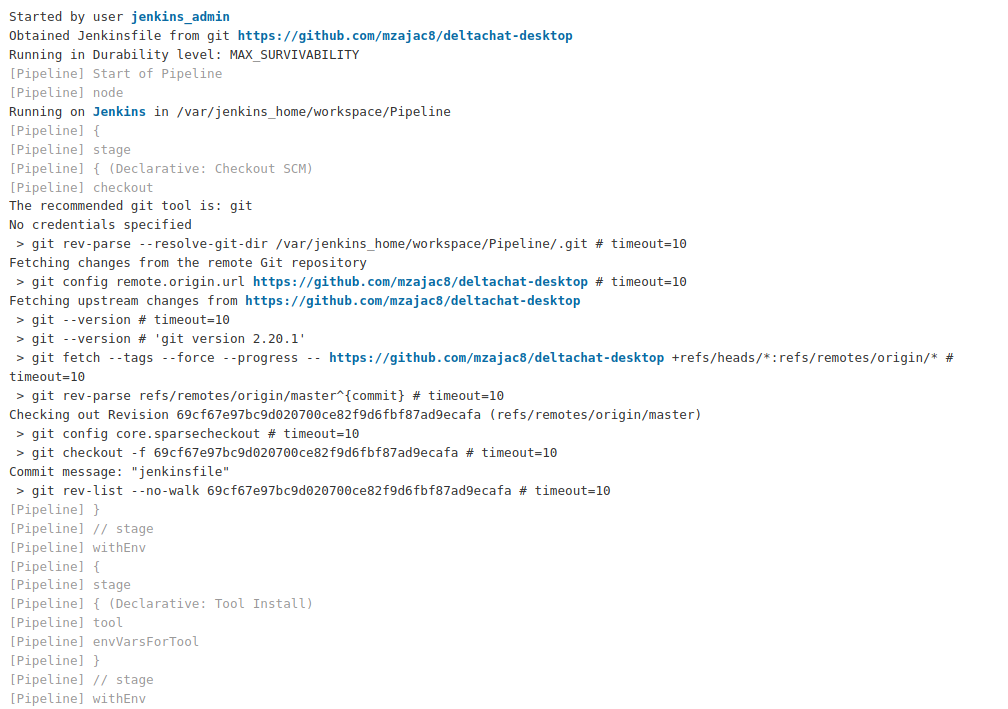 Started by user jenkins_admin
Obtained Jenkinsfile from git https://github.com/mzajac8/deltachat-desktop
Running in Durability level: MAX_SURVIVABILITY
[Pipeline] Start of Pipeline
[Pipeline] node
Running on Jenkins in /var/jenkins_home/workspace/Pipeline
[Pipeline] {
[Pipeline] stage
[Pipeline] { (Declarative: Checkout SCM)
[Pipeline] checkout
The recommended git tool is: git
No credentials specified
 > git rev-parse --resolve-git-dir /var/jenkins_home/workspace/Pipeline/.git # timeout=10
Fetching changes from the remote Git repository
 > git config remote.origin.url https://github.com/mzajac8/deltachat-desktop # timeout=10
Fetching upstream changes from https://github.com/mzajac8/deltachat-desktop
 > git --version # timeout=10
 > git --version # 'git version 2.20.1'
 > git fetch --tags --force --progress -- https://github.com/mzajac8/deltachat-desktop +refs/heads/*:refs/remotes/origin/* #
timeout=10
 > git rev-parse refs/remotes/origin/master^{commit} # timeout=10
Checking out Revision 69cf67e97bc9d020700ce82f9d6fbf87ad9ecafa (refs/remotes/origin/master)
 > git config core.sparsecheckout # timeout=10
 > git checkout -f 69cf67e97bc9d020700ce82f9d6fbf87ad9ecafa # timeout=10
Commit message: "jenkinsfile"
 > git rev-list --no-walk 69cf67e97bc9d020700ce82f9d6fbf87ad9ecafa # timeout=10
[Pipeline] }
[Pipeline] // stage
[Pipeline] withEnv
[Pipeline] {
[Pipeline] stage
[Pipeline] { (Declarative: Tool Install)
[Pipeline] tool
[Pipeline] envVarsForTool
[Pipeline] }
[Pipeline] // stage
[Pipeline] withEnv